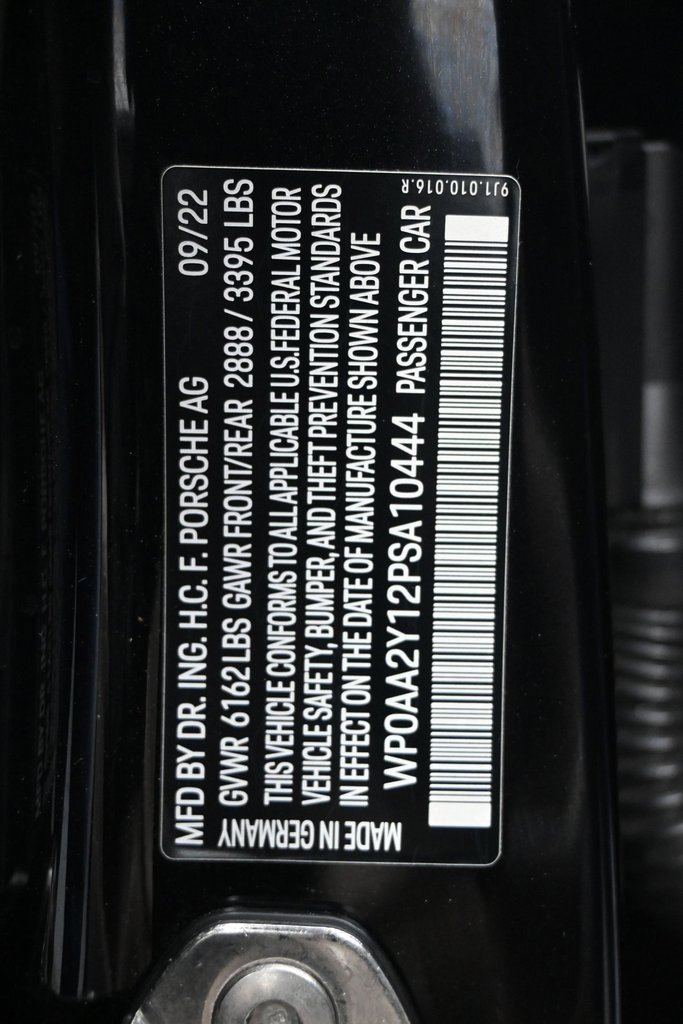 MFD BY DR. ING. H.C. F. PORSCHE AG 09/22
GVWR 6162 LBS GAWR FRONT/REAR 2888 / 3395 LBS
THIS VEHICLE CONFORMS TO ALL APPLICABLE U.S. FEDERAL MOTOR
VEHICLE SAFETY, BUMPER, AND THEFT PREVENTION STANDARDS
IN EFFECT ON THE DATE OF MANUFACTURE SHOWN ABOVE
WP0AA2Y12PSA10444 PASSENGER CAR
MADE IN GERMANY
9J1.010.016.R